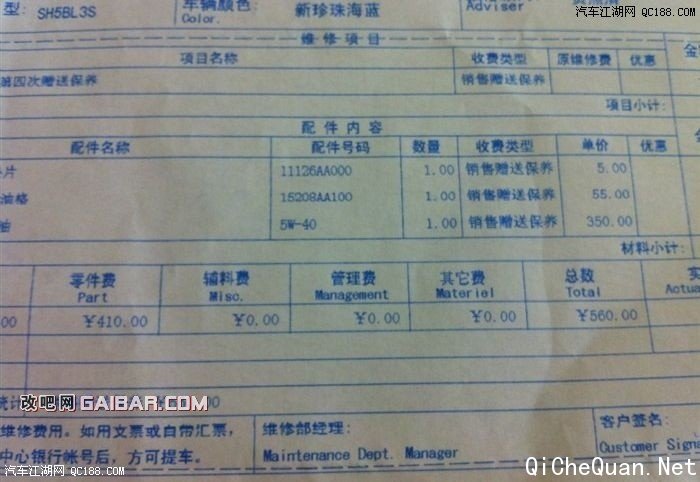 型: SH5BL3S 车辆颜色: 新珍珠海蓝 汽车江湖网 QC188.com
Color. Adviser
维修项目
项目名称 收费类型 原维修费 优惠 金
第四次赠送保养 销售赠送保养
项目小计:
配件内容
配件名称 配件号码 数量 收费类型 单价 优惠
片 11126AA000 1.00 销售赠送保养 5.00
油格 15208AA100 1.00 销售赠送保养 55.00
油 5W-40 1.00 销售赠送保养 350.00
材料小计:
零件费 辅料费 管理费 其它费 总数 实
Part Misc. Management Materiel Total Actua
00 ¥410.00 ¥0.00 ¥0.00 ¥0.00 ¥560.00
改吧网 GAIBAR.COM
维修费用。如用支票或自带汇票, 维修部经理: 客户签名:
中心银行帐号后，方可提车。 Maintenance Dept. Manager Customer Signa
汽车江湖网 QC188.com QiCheQuan.Net